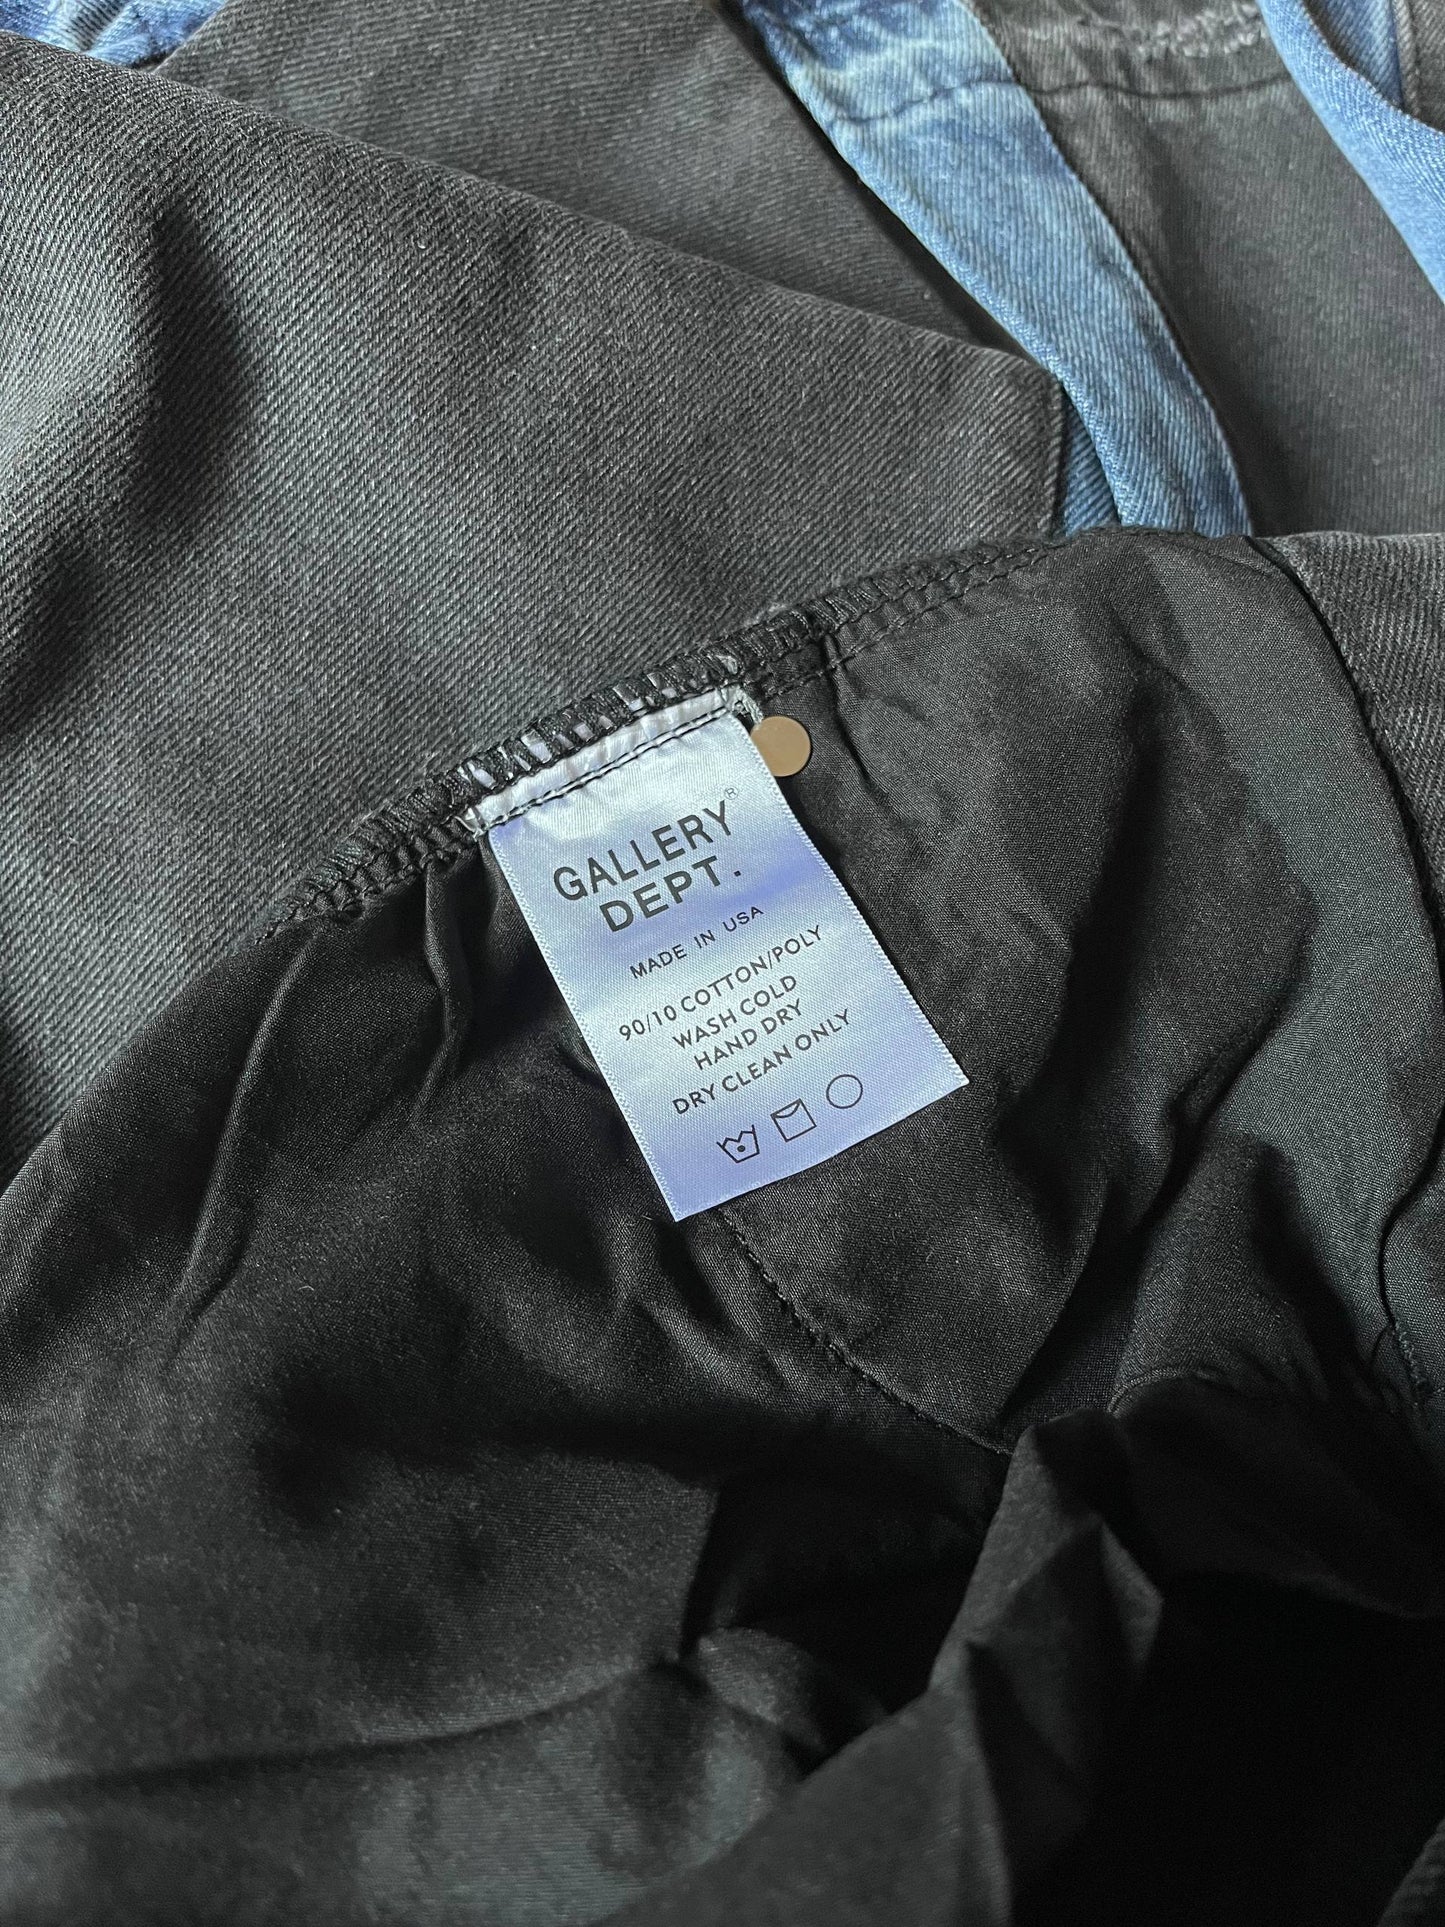 GALLERY®
DEPT.
MADE IN USA
90/10 COTTON/POLY
WASH COLD
HAND DRY
DRY CLEAN ONLY